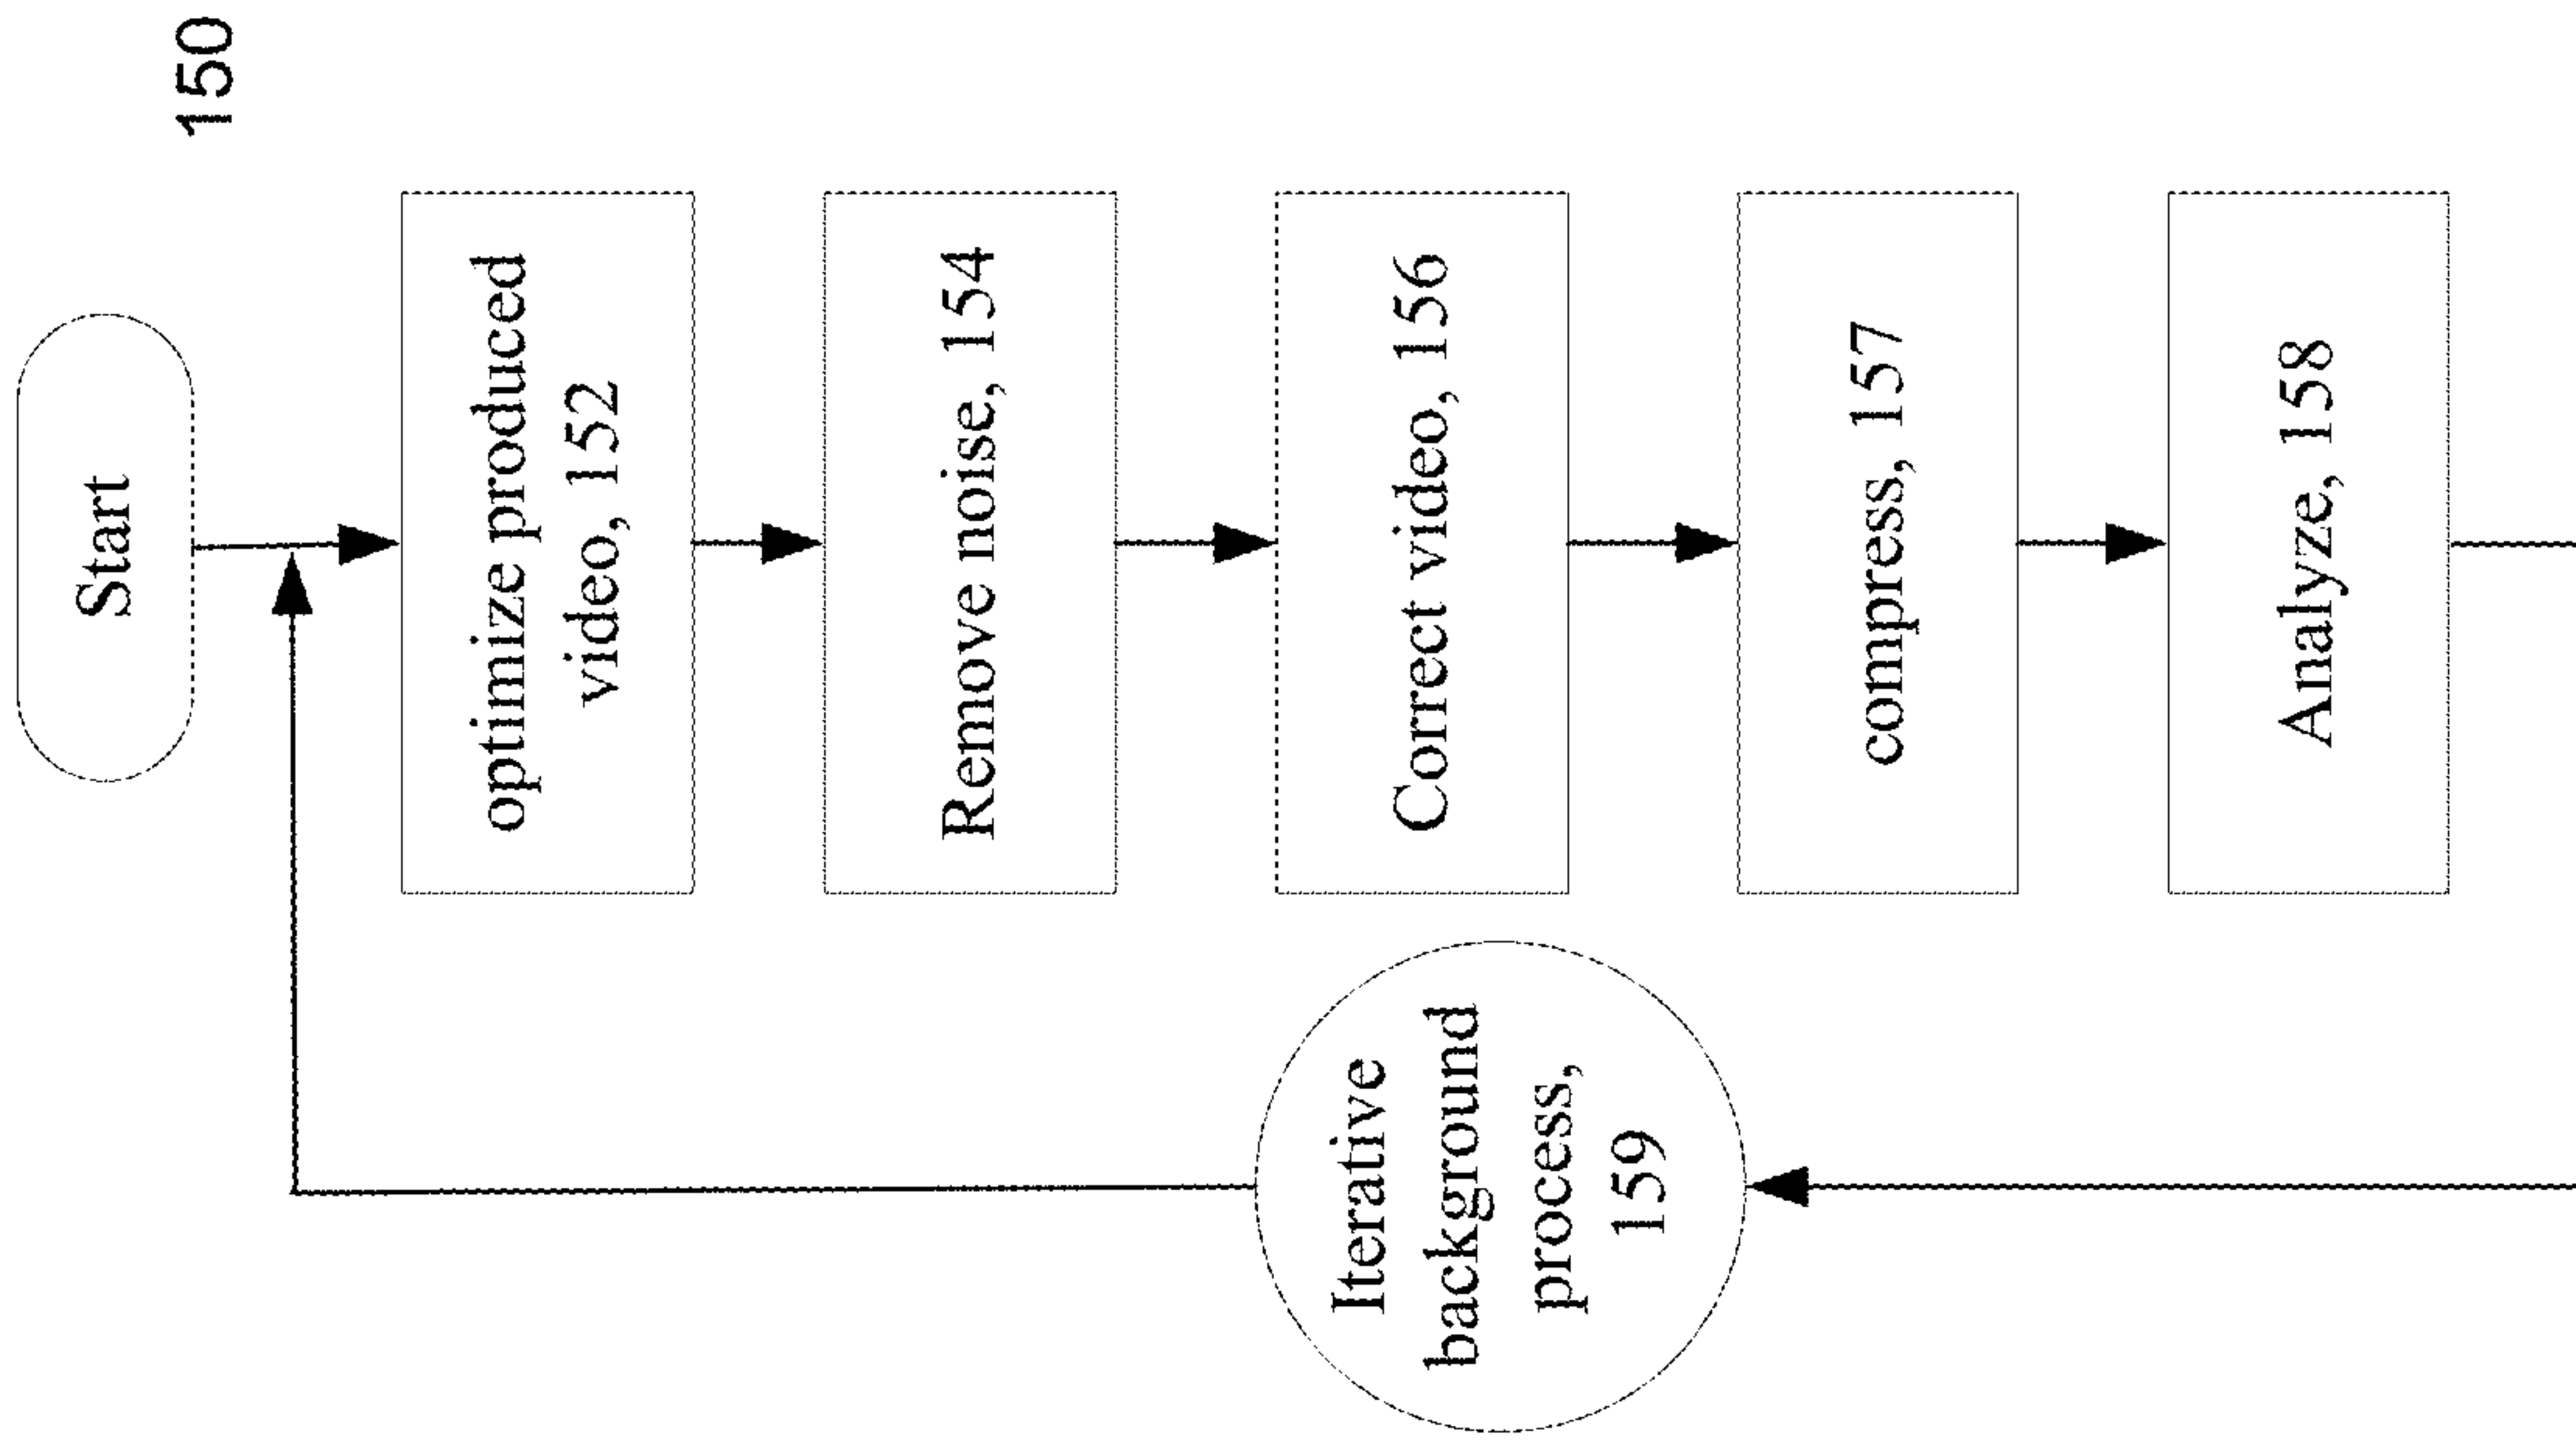 150
Start
optimize produced
video, 152
Remove noise, 154
Correct video, 156
compress, 157
Analyze, 158
Iterative
background
process,
159